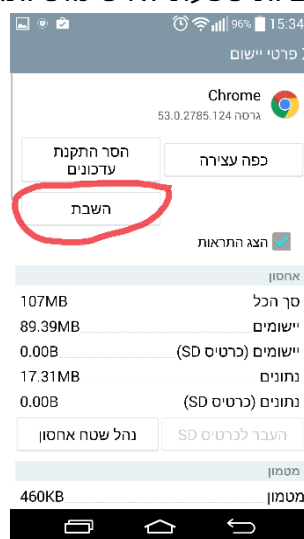 96% 15:34
פרטי יישום
Chrome
גרסה 53.0.2785.124
כפה עצירה
הסר התקנת
עדכונים
השבת
הצג התראות
אחסון
סך הכל 107MB
יישומים 89.39MB
יישומים (כרטיס SD) 0.00B
נתונים 17.31MB
נתונים (כרטיס SD) 0.00B
העבר לכרטיס SD
נהל שטח אחסון
מטמון
מטמון 460KB